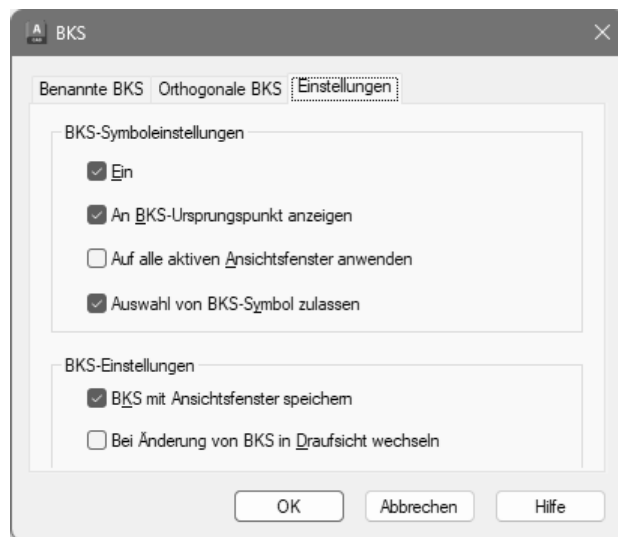 A
CAD
BKS
Benannte BKS Orthogonale BKS Einstellungen
BKS-Symboleinstellungen
Ein
An BKS-Ursprungspunkt anzeigen
Auf alle aktiven Ansichtsfenster anwenden
Auswahl von BKS-Symbol zulassen
BKS-Einstellungen
BKS mit Ansichtsfenster speichern
Bei Änderung von BKS in Draufsicht wechseln
OK Abbrechen Hilfe